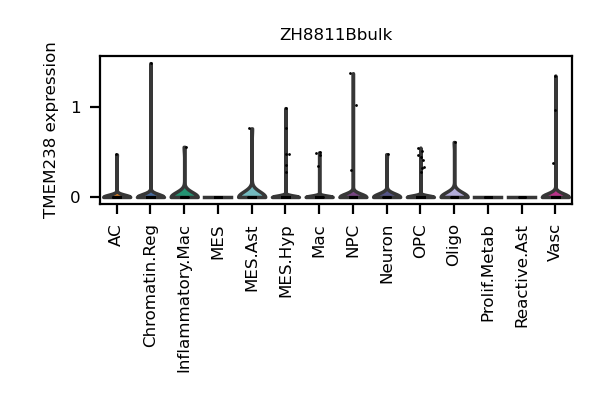 ZH8811Bbulk
TMEM238 expression
1
0
AC
Chromatin.Reg
Inflammatory.Mac
MES
MES.Ast
MES.Hyp
Mac
NPC
Neuron
OPC
Oligo
Prolif.Metab
Reactive.Ast
Vasc